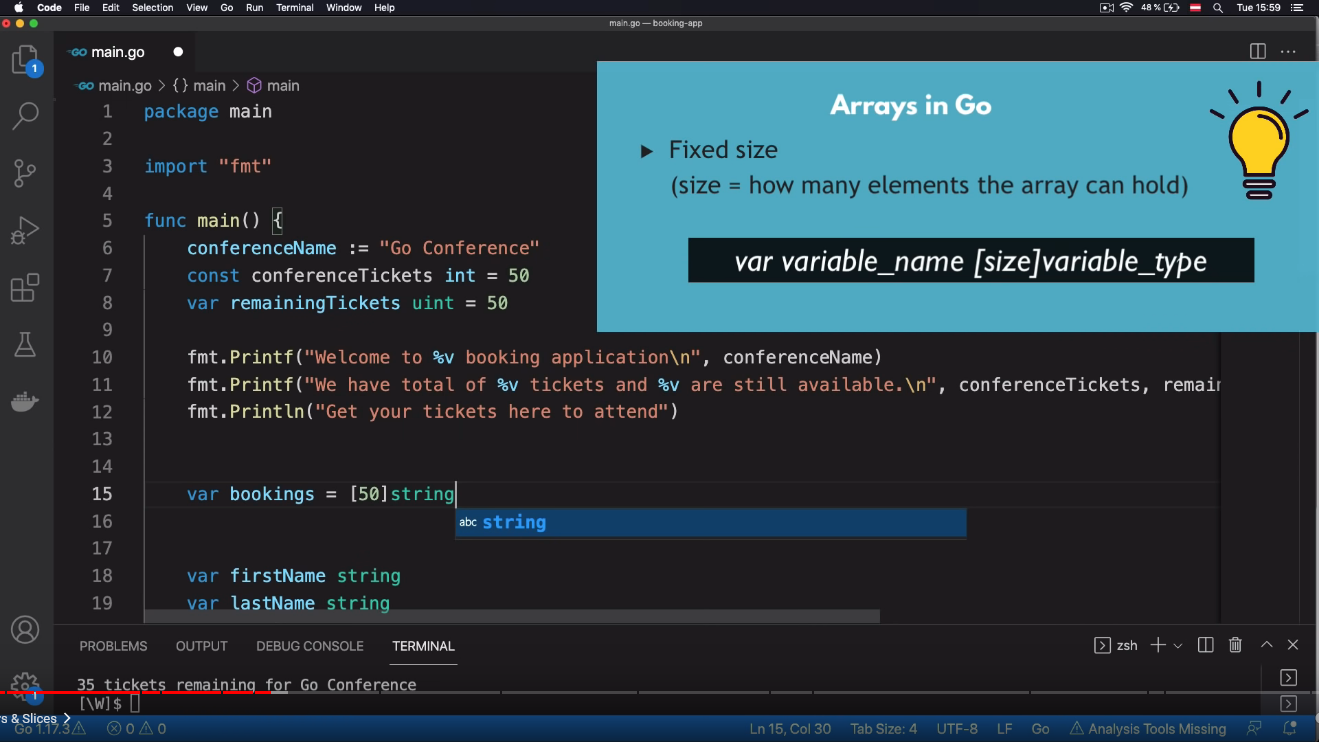 Code File Edit Selection View Go Run Terminal Window Help 48 % Tue 15:59
main.go — booking-app
1
GO main.go
GO main.go > {} main > main
Arrays in Go
Fixed size
(size = how many elements the array can hold)
var variable_name [size]variable_type
1 package main
2
3 import "fmt"
4
5 func main() {
6 conferenceName := "Go Conference"
7 const conferenceTickets int = 50
8 var remainingTickets uint = 50
9
10 fmt.Printf("Welcome to %v booking application\n", conferenceName)
11 fmt.Printf("We have total of %v tickets and %v are still available.\n", conferenceTickets, remain
12 fmt.Println("Get your tickets here to attend")
13
14
15 var bookings = [50]string
abc string
16
17
18 var firstName string
19 var lastName string
PROBLEMS OUTPUT DEBUG CONSOLE TERMINAL zsh
35 tickets remaining for Go Conference
[\W]$
1
s & Slices >
Go 1.17.3 0 0 Ln 15, Col 30 Tab Size: 4 UTF-8 LF Go Analysis Tools Missing